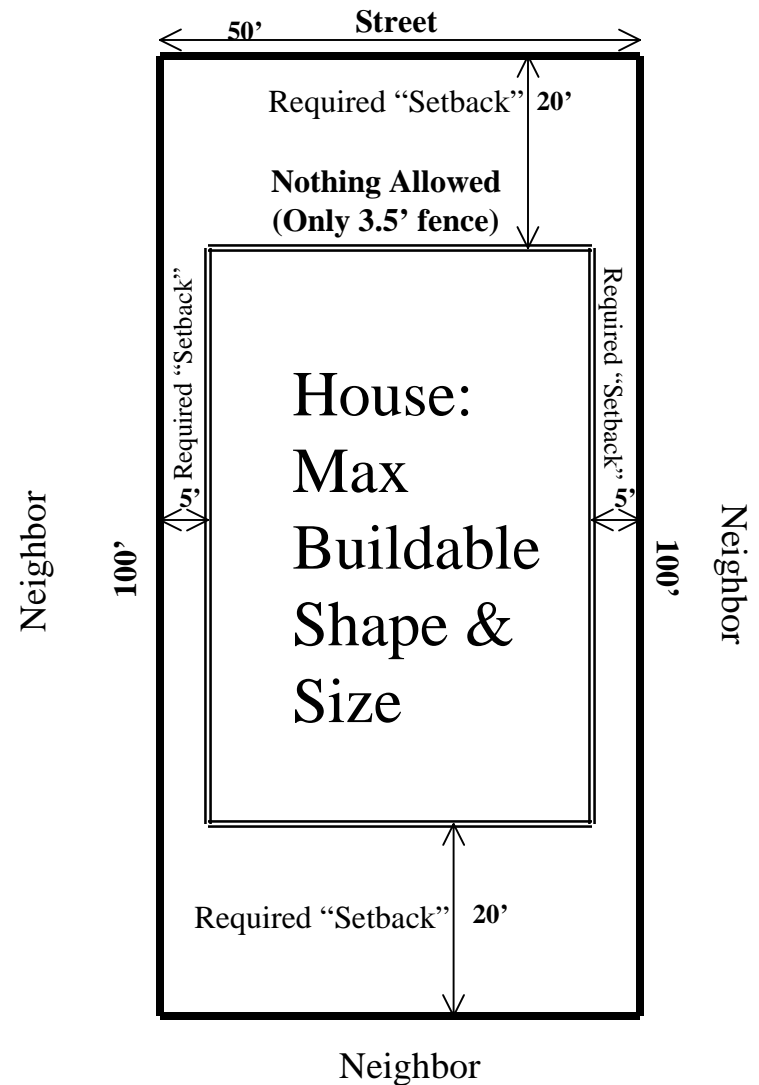 Street
50’
Required “Setback” 20’
Nothing Allowed
(Only 3.5’ fence)
Required “Setback”
Required “Setback”
House:
Max
Buildable
Shape &
Size
5’
5’
Neighbor
100’
100’
Neighbor
Required “Setback” 20’
Neighbor